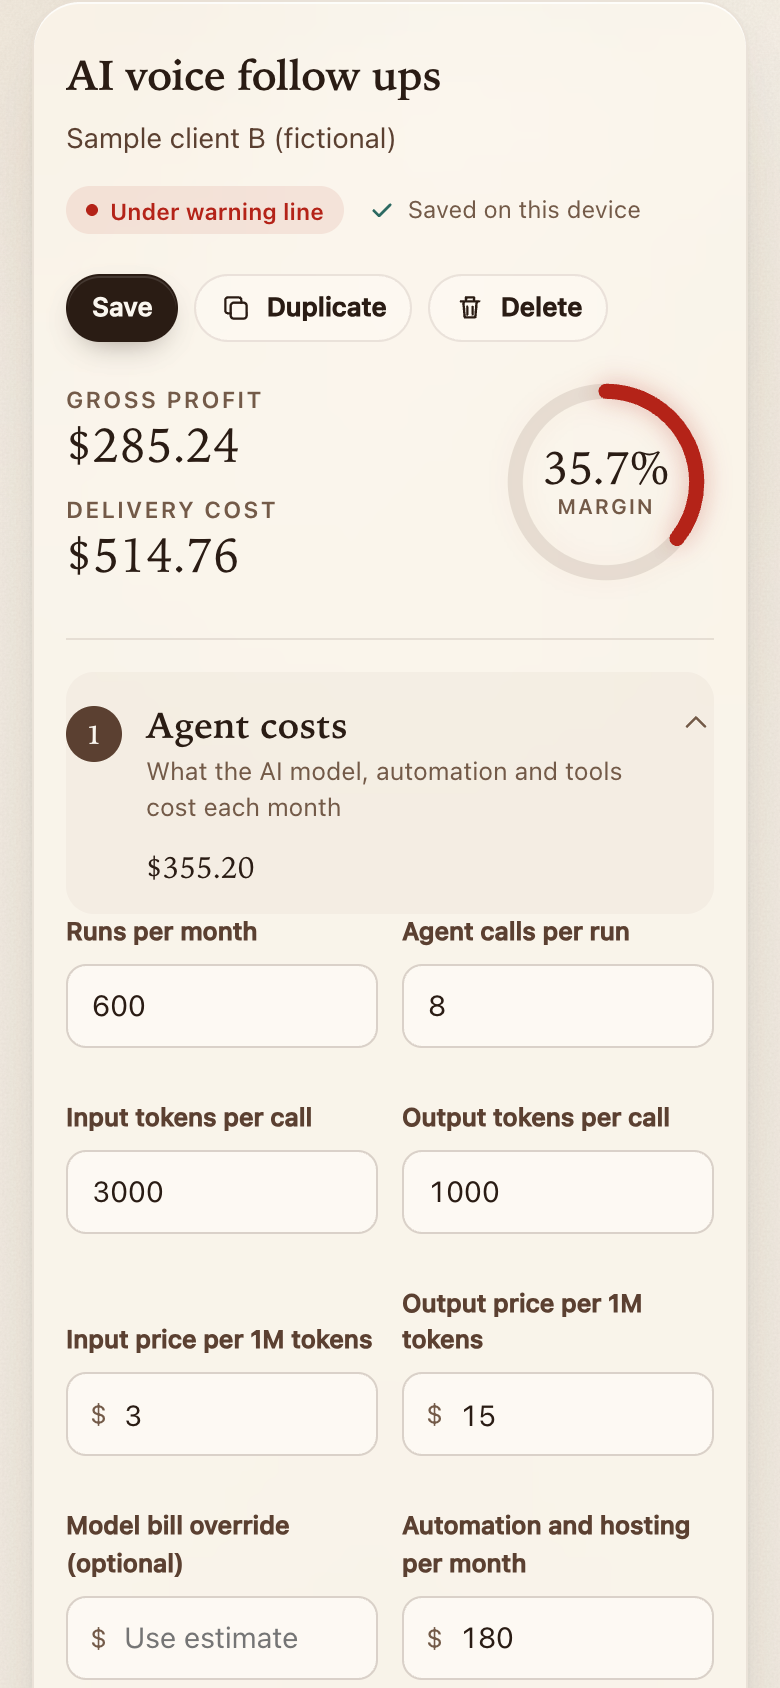 AI voice follow ups
Sample client B (fictional)
Under warning line
Saved on this device
Save
Duplicate
Delete
GROSS PROFIT
$285.24
DELIVERY COST
$514.76
35.7%
MARGIN
1
Agent costs
What the AI model, automation and tools
cost each month
$355.20
Runs per month
Agent calls per run
600
8
Input tokens per call
Output tokens per call
3000
1000
Input price per 1M tokens
Output price per 1M
tokens
$ 3
$ 15
Model bill override
(optional)
Automation and hosting
per month
$ Use estimate
$ 180